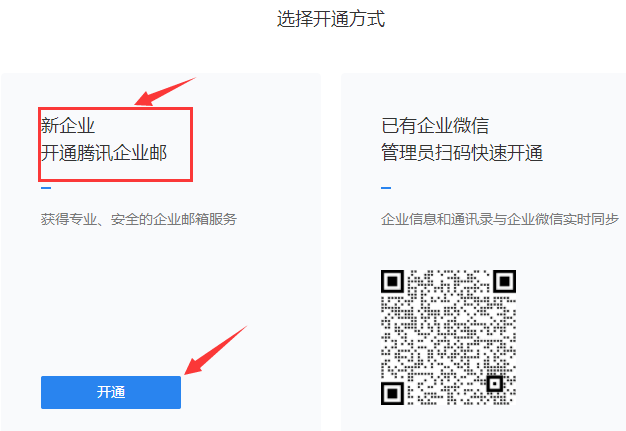 选择开通方式
新企业
开通腾讯企业邮
获得专业、安全的企业邮箱服务
开通
已有企业微信
管理员扫码快速开通
企业信息和通讯录与企业微信实时同步